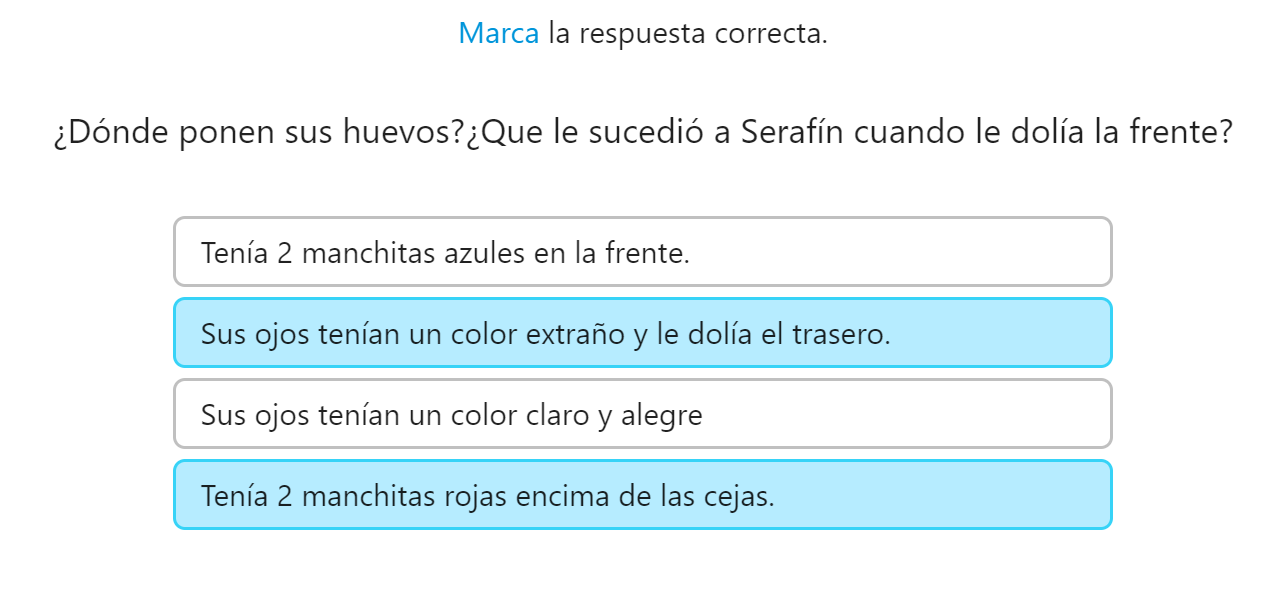 Marca la respuesta correcta.
¿Dónde ponen sus huevos?¿Que le sucedió a Serafín cuando le dolía la frente?
Tenía 2 manchitas azules en la frente.
Sus ojos tenían un color extraño y le dolía el trasero.
Sus ojos tenían un color claro y alegre
Tenía 2 manchitas rojas encima de las cejas.